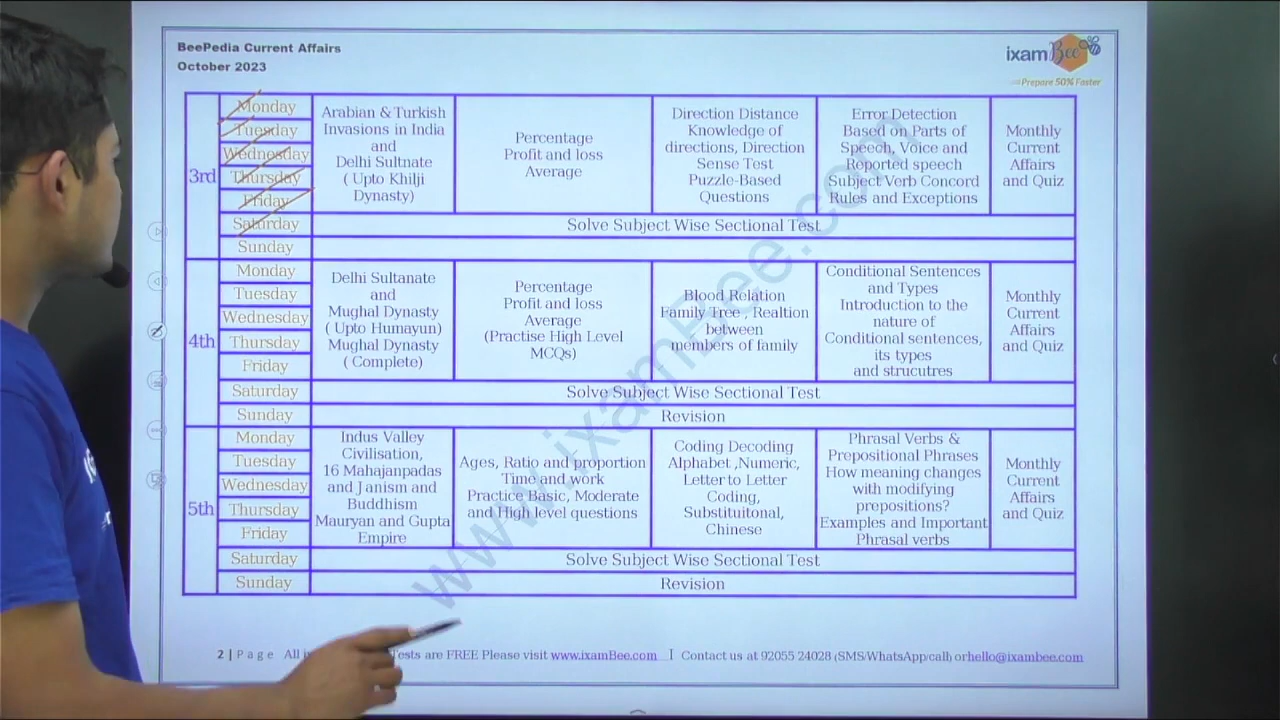 BeePedia Current Affairs
October 2023
ixamBee
Prepare 50% Faster
3rd
Monday
Tuesday
Wednesday
Thursday
Friday
Saturday
Sunday
Arabian & Turkish
Invasions in India
and
Delhi Sultnate
( Upto Khilji
Dynasty)
Percentage
Profit and loss
Average
Direction Distance
Knowledge of
directions, Direction
Sense Test
Puzzle-Based
Questions
Error Detection
Based on Parts of
Speech, Voice and
Reported speech
Subject Verb Concord
Rules and Exceptions
Monthly
Current
Affairs
and Quiz
Solve Subject Wise Sectional Test
4th
Monday
Tuesday
Wednesday
Thursday
Friday
Saturday
Sunday
Delhi Sultanate
and
Mughal Dynasty
( Upto Humayun)
Mughal Dynasty
( Complete)
Percentage
Profit and loss
Average
(Practise High Level
MCQs)
Blood Relation
Family Tree , Realtion
between
members of family
Conditional Sentences
and Types
Introduction to the
nature of
Conditional sentences,
its types
and strucutres
Monthly
Current
Affairs
and Quiz
Solve Subject Wise Sectional Test
Revision
5th
Monday
Tuesday
Wednesday
Thursday
Friday
Saturday
Sunday
Indus Valley
Civilisation,
16 Mahajanpadas
and Janism and
Buddhism
Mauryan and Gupta
Empire
Ages, Ratio and proportion
Time and work
Practice Basic, Moderate
and High level questions
Coding Decoding
Alphabet ,Numeric,
Letter to Letter
Coding,
Substituitonal,
Chinese
Phrasal Verbs &
Prepositional Phrases
How meaning changes
with modifying
prepositions?
Examples and Important
Phrasal verbs
Monthly
Current
Affairs
and Quiz
Solve Subject Wise Sectional Test
Revision
www.ixamBee.com
2 | Page All Tests are FREE Please visit www.ixamBee.com | Contact us at 92055 24028 (SMS/WhatsApp/call) or hello@ixambee.com